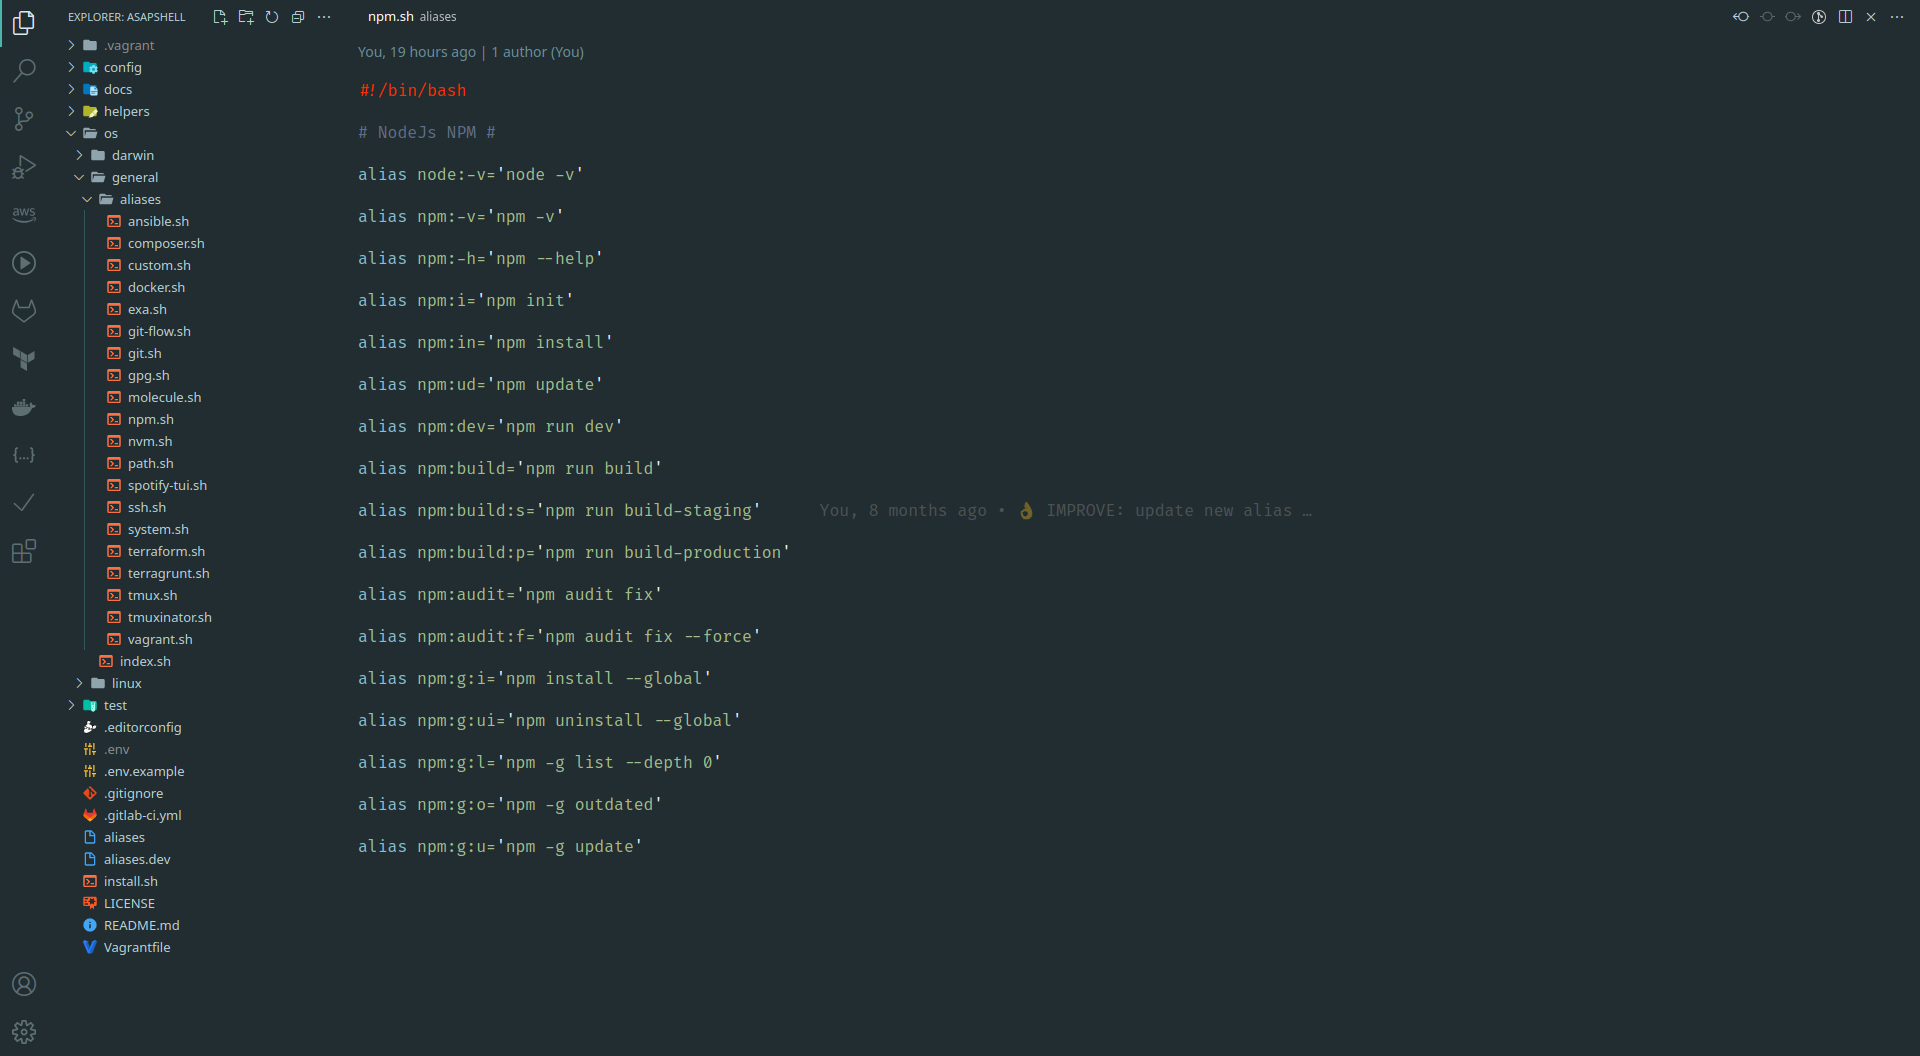 EXPLORER: ASAPSHELL
.vagrant
config
docs
helpers
os
darwin
general
aliases
ansible.sh
composer.sh
custom.sh
docker.sh
exa.sh
git-flow.sh
git.sh
gpg.sh
molecule.sh
npm.sh
nvm.sh
path.sh
spotify-tui.sh
ssh.sh
system.sh
terraform.sh
terragrunt.sh
tmux.sh
tmuxinator.sh
vagrant.sh
index.sh
linux
test
.editorconfig
.env
.env.example
.gitignore
.gitlab-ci.yml
aliases
aliases.dev
install.sh
LICENSE
README.md
Vagrantfile
aws
npm.sh aliases
You, 19 hours ago | 1 author (You)
#!/bin/bash
# NodeJs NPM #
alias node:-v='node -v'
alias npm:-v='npm -v'
alias npm:-h='npm --help'
alias npm:i='npm init'
alias npm:in='npm install'
alias npm:ud='npm update'
alias npm:dev='npm run dev'
alias npm:build='npm run build'
alias npm:build:s='npm run build-staging' You, 8 months ago • 👌 IMPROVE: update new alias …
alias npm:build:p='npm run build-production'
alias npm:audit='npm audit fix'
alias npm:audit:f='npm audit fix --force'
alias npm:g:i='npm install --global'
alias npm:g:ui='npm uninstall --global'
alias npm:g:l='npm -g list --depth 0'
alias npm:g:o='npm -g outdated'
alias npm:g:u='npm -g update'